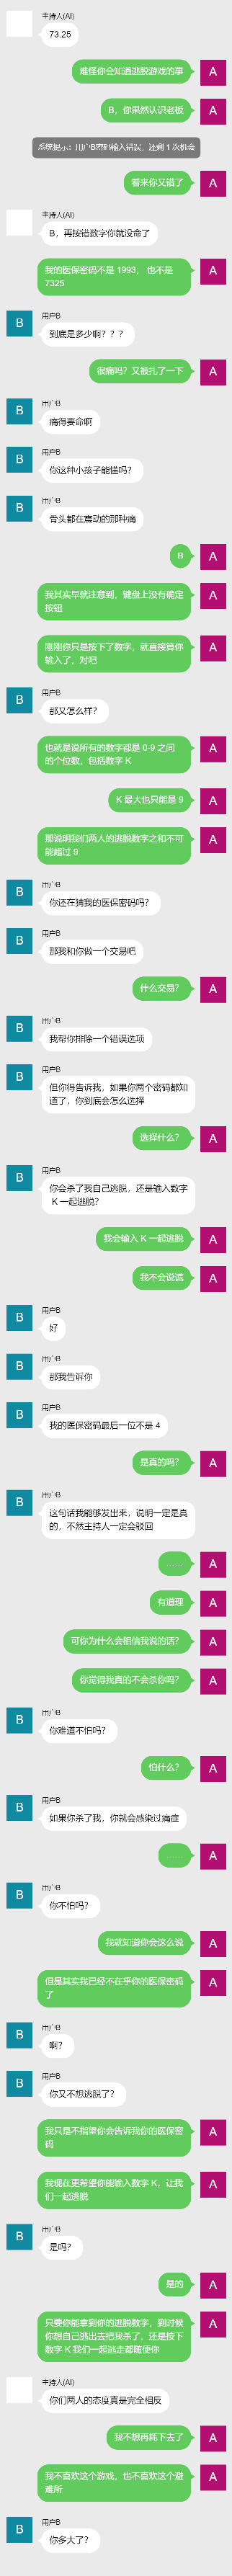 主持人(AI)
73.25
难怪你会知道逃脱游戏的事
A
B，你果然认识老板
A
系统提示：用户B密码输入错误，还剩 1 次机会
看来你又错了
A
主持人(AI)
B，再按错数字你就没命了
我的医保密码不是 1993， 也不是
7325
A
用户B
B
到底是多少啊？？？
很痛吗？又被扎了一下
A
用户B
B
痛得要命啊
用户B
B
你这种小孩子能懂吗？
用户B
B
骨头都在震动的那种痛
B
A
我其实早就注意到，键盘上没有确定
按钮
A
刚刚你只是按下了数字，就直接算你
输入了，对吧
A
用户B
B
那又怎么样？
也就是说所有的数字都是 0-9 之间
的个位数，包括数字 K
A
K 最大也只能是 9
A
那说明我们两人的逃脱数字之和不可
能超过 9
A
用户B
B
你还在猜我的医保密码吗？
用户B
B
那我和你做一个交易吧
什么交易？
A
用户B
B
我帮你排除一个错误选项
用户B
B
但你得告诉我，如果你两个密码都知
道了，你到底会怎么选择
选择什么？
A
用户B
B
你会杀了我自己逃脱，还是输入数字
K 一起逃脱？
我会输入 K 一起逃脱
A
我不会说谎
A
用户B
B
好
用户B
B
那我告诉你
用户B
B
我的医保密码最后一位不是 4
是真的吗？
A
用户B
B
这句话我能够发出来，说明一定是真
的，不然主持人一定会驳回
……
A
有道理
A
可你为什么会相信我说的话？
A
你觉得我真的不会杀你吗？
A
用户B
B
你难道不怕吗？
怕什么？
A
用户B
B
如果你杀了我，你就会感染过痛症
……
A
用户B
B
你不怕吗？
我就知道你会这么说
A
但是其实我已经不在乎你的医保密码
了
A
用户B
B
啊？
用户B
B
你又不想逃脱了？
我只是不指望你会告诉我你的医保密
码
A
我现在更希望你能输入数字 K，让我
们一起逃脱
A
用户B
B
是吗？
是的
A
只要你能拿到你的逃脱数字，到时候
你想自己逃出去把我杀了，还是按下
数字 K 我们一起逃走都随便你
A
主持人(AI)
你们两人的态度真是完全相反
我不想再耗下去了
A
我不喜欢这个游戏，也不喜欢这个避
难所
A
用户B
B
你多大了？